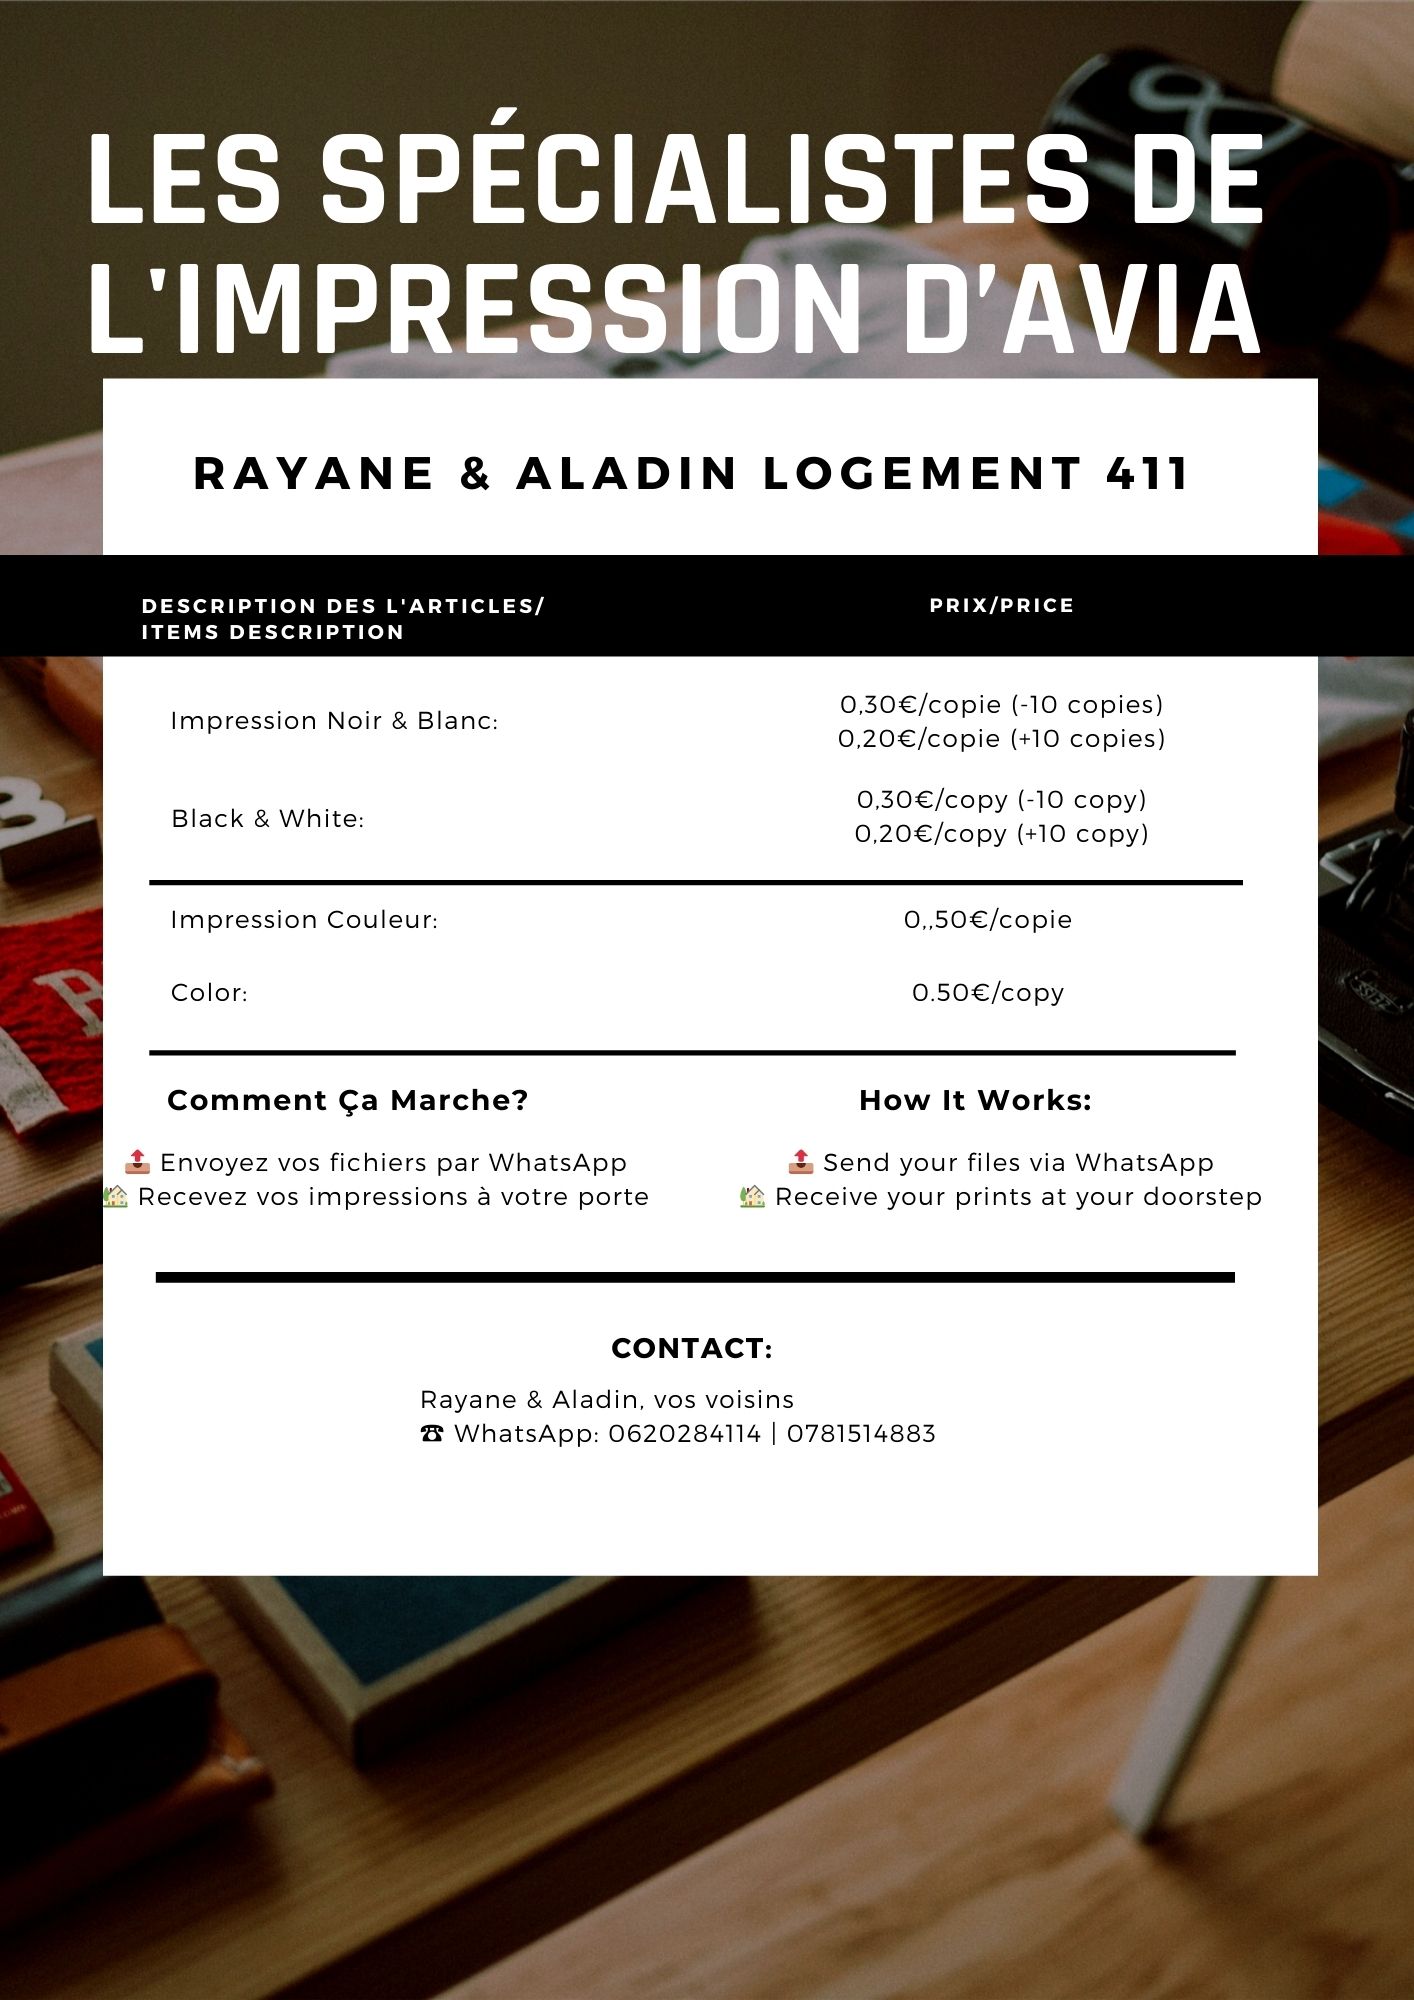 LES SPÉCIALISTES DE
L'IMPRESSION D’AVIA
RAYANE & ALADIN LOGEMENT 411
DESCRIPTION DES L'ARTICLES/
ITEMS DESCRIPTION
PRIX/PRICE
Impression Noir & Blanc:
0,30€/copie (-10 copies)
0,20€/copie (+10 copies)
Black & White:
0,30€/copy (-10 copy)
0,20€/copy (+10 copy)
Impression Couleur:
0,,50€/copie
Color:
0.50€/copy
Comment Ça Marche?
📤 Envoyez vos fichiers par WhatsApp
🏡 Recevez vos impressions à votre porte
How It Works:
📤 Send your files via WhatsApp
🏡 Receive your prints at your doorstep
CONTACT:
Rayane & Aladin, vos voisins
☎ WhatsApp: 0620284114 | 0781514883